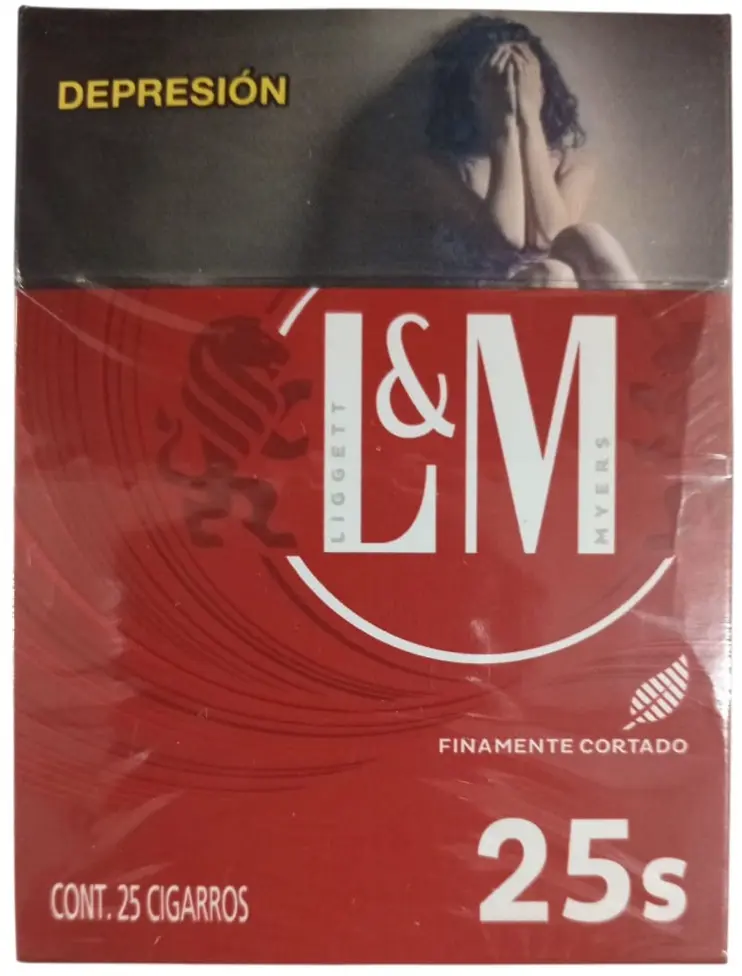 DEPRESIÓN
L&M
LIGGETT
MYERS
FINAMENTE CORTADO
25s
CONT. 25 CIGARROS